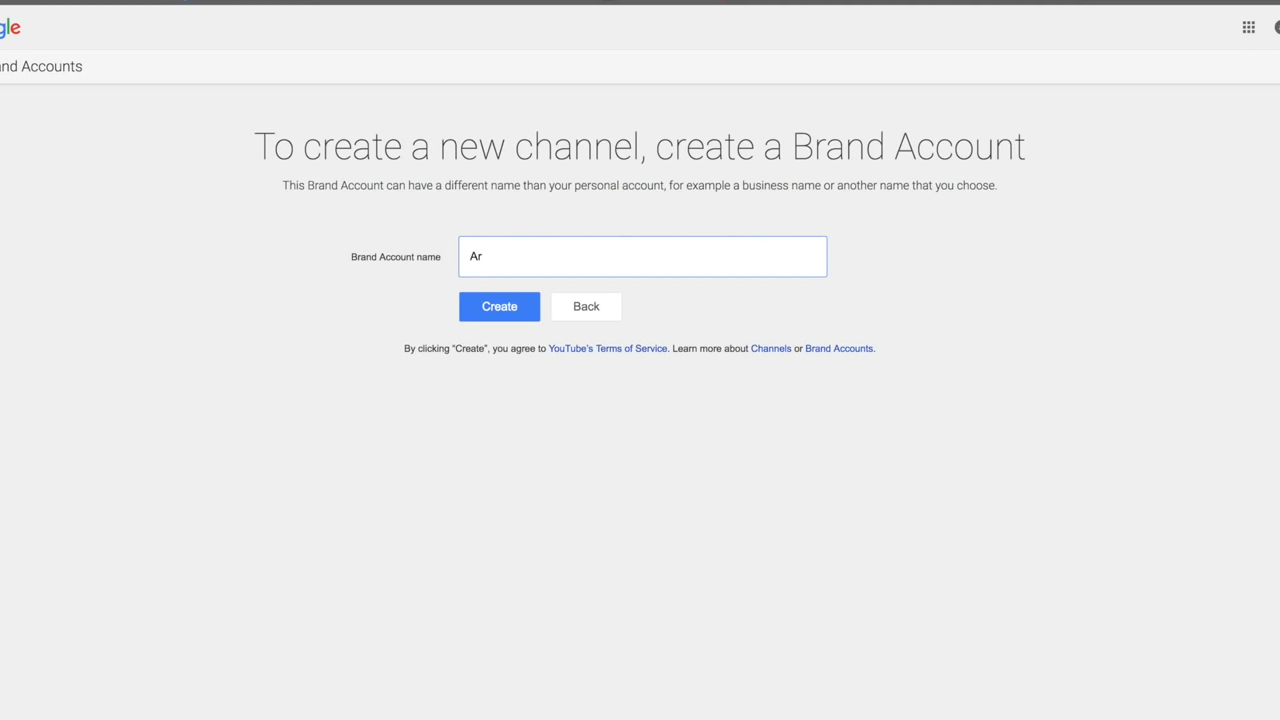 gle
nd Accounts
To create a new channel, create a Brand Account
This Brand Account can have a different name than your personal account, for example a business name or another name that you choose.
Brand Account name
Ar
Create
Back
By clicking “Create”, you agree to YouTube's Terms of Service. Learn more about Channels or Brand Accounts.